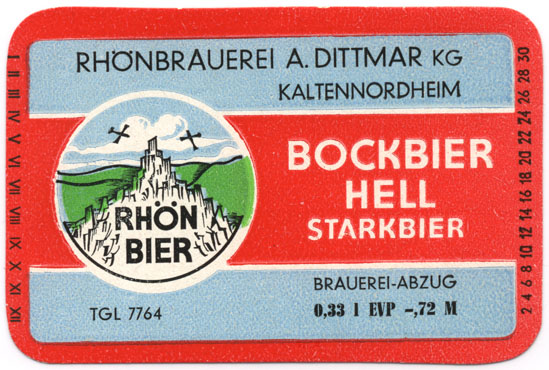 RHÖNBRAUEREI A. DITTMAR KG
KALTENNORDHEIM
I II III IV V VI VII VIII IX X XI XII
RHÖN
BIER
BOCKBIER
HELL
STARKBIER
TGL 7764
BRAUEREI-ABZUG
0,33 l EVP -,72 M
2 4 6 8 10 12 14 16 18 20 22 24 26 28 30